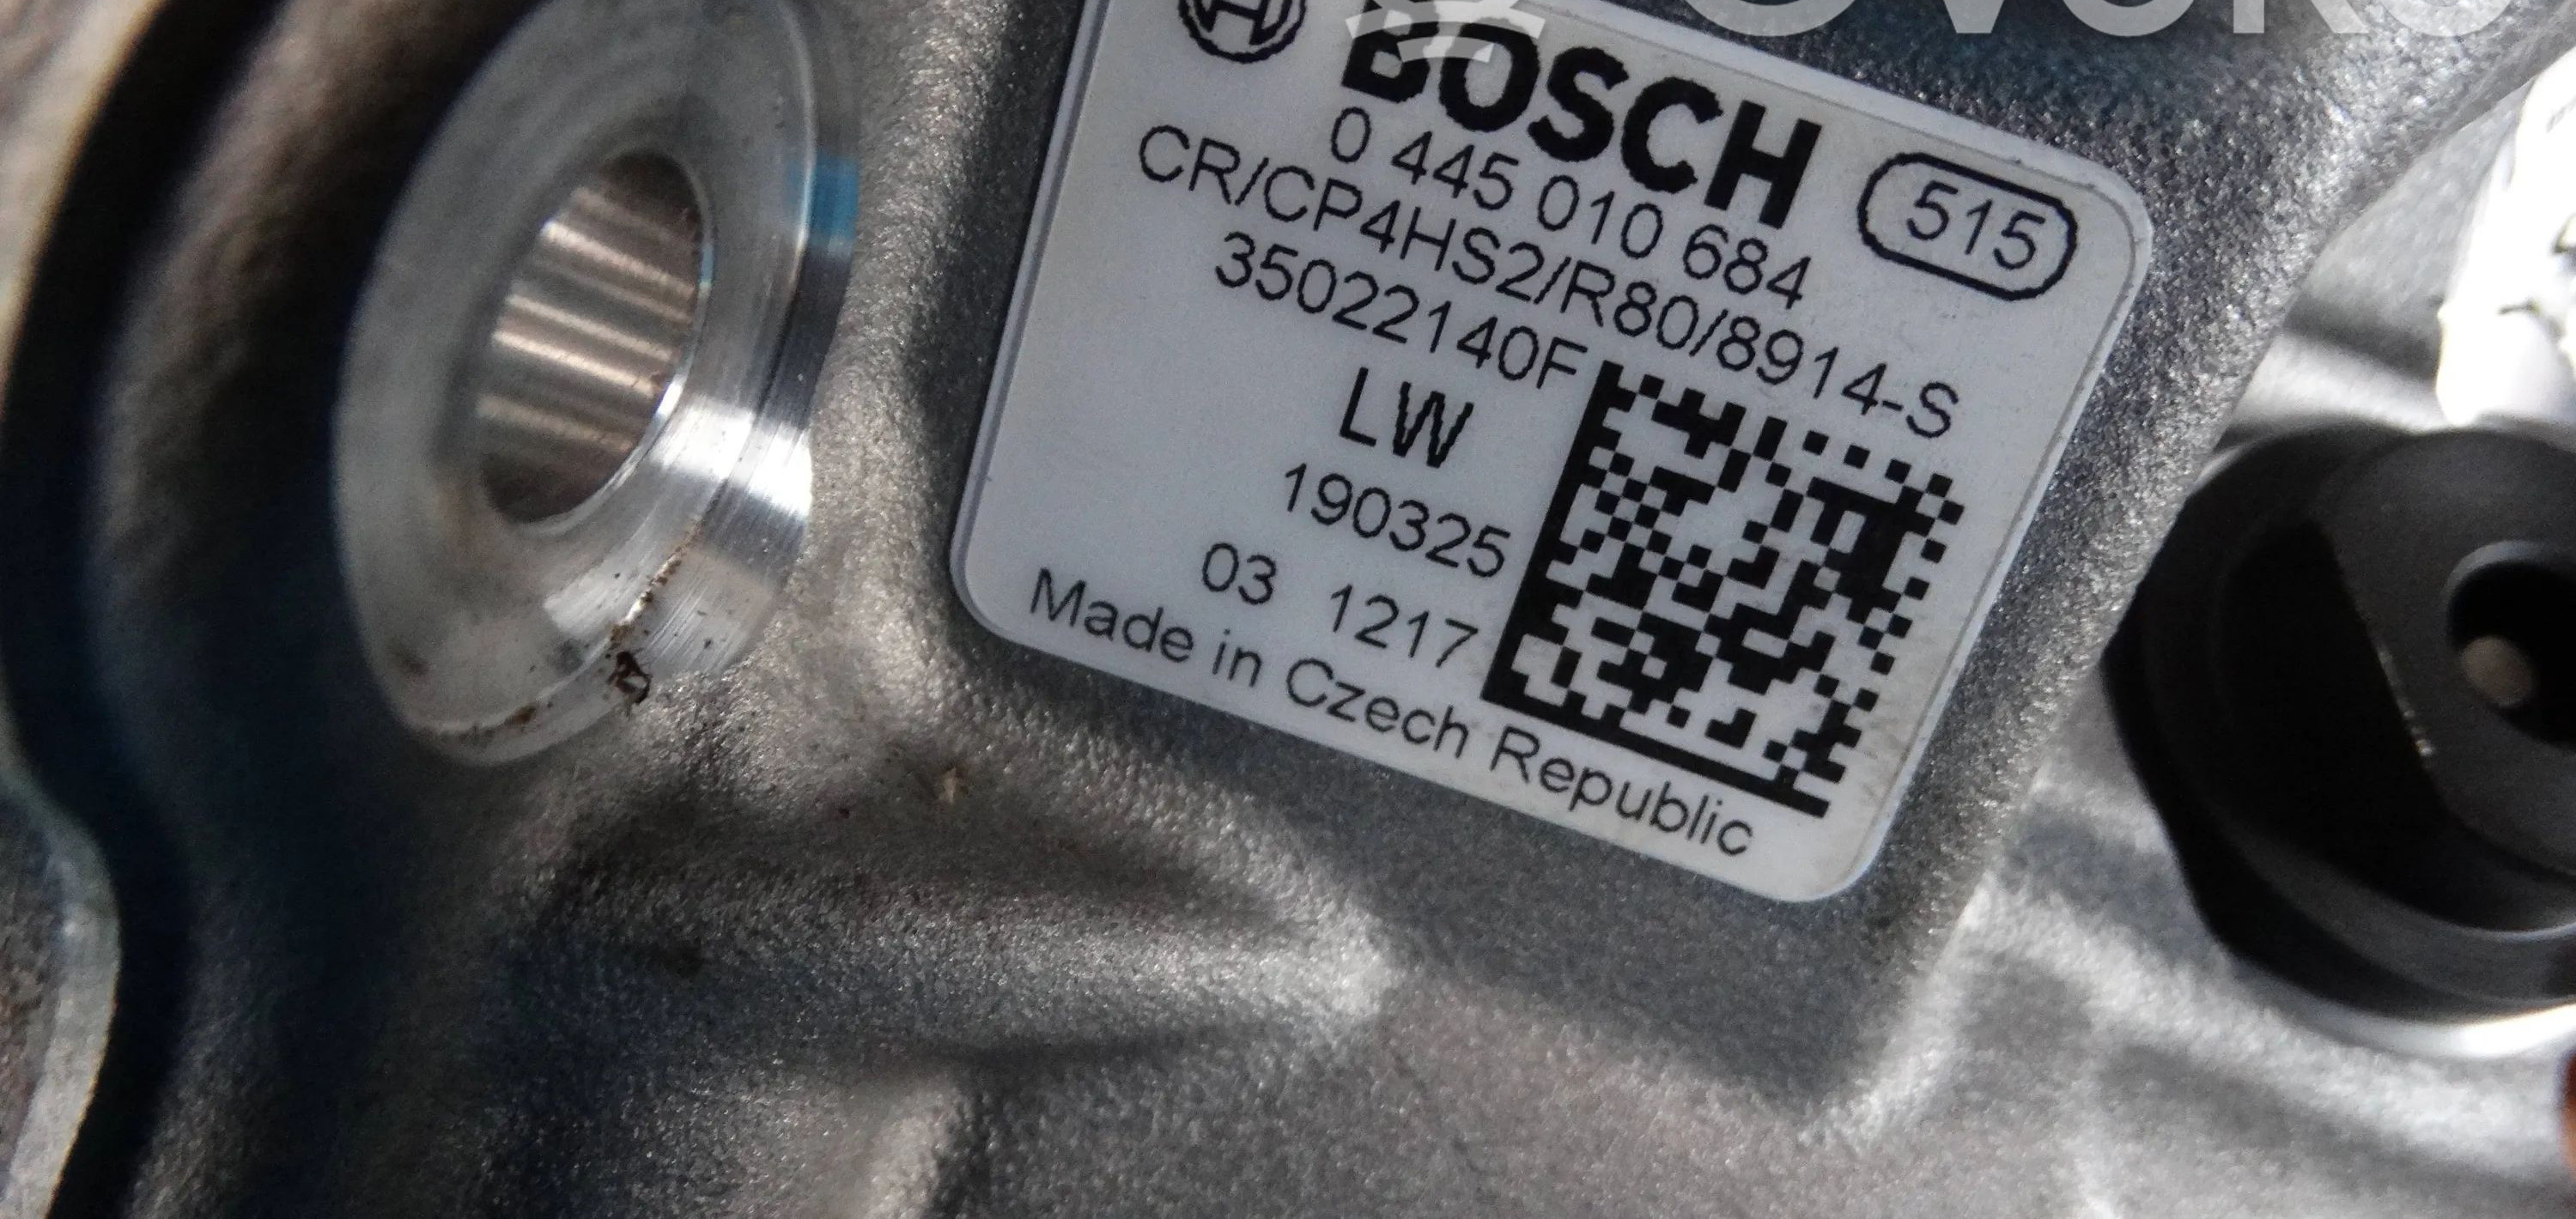 BOSCH
0 445 010 684
515
CR/CP4HS2/R80/8914-S
35022140F
LW
190325
03 1217
Made in Czech Republic